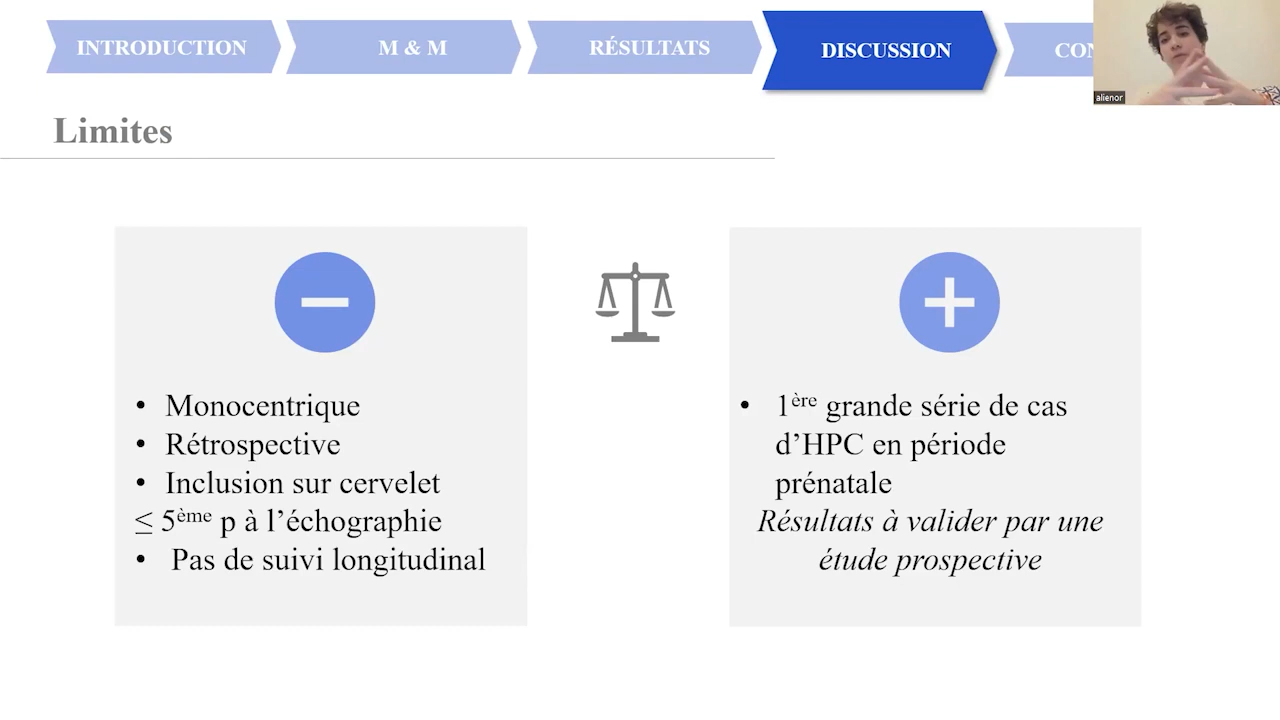 INTRODUCTION
M & M
RÉSULTATS
DISCUSSION
CON
alienor
Limites
• Monocentrique
• Rétrospective
• Inclusion sur cervelet
≤ 5ème p à l’échographie
• Pas de suivi longitudinal
• 1ère grande série de cas
d’HPC en période
prénatale
Résultats à valider par une
étude prospective